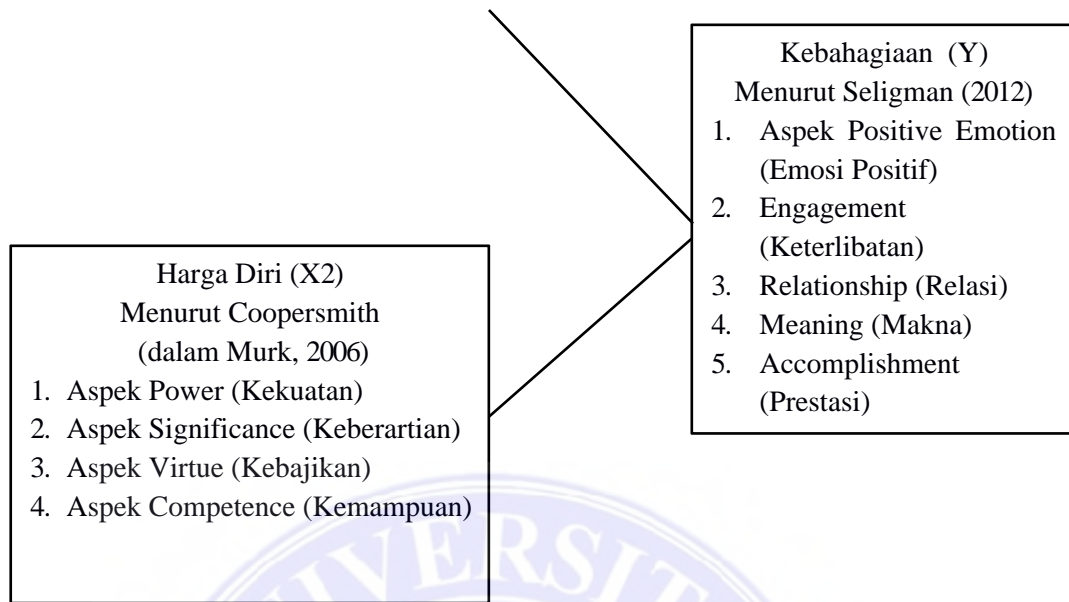 Kebahagiaan (Y)
Menurut Seligman (2012)
1. Aspek Positive Emotion
(Emosi Positif)
2. Engagement
(Keterlibatan)
3. Relationship (Relasi)
4. Meaning (Makna)
5. Accomplishment
(Prestasi)
Harga Diri (X2)
Menurut Coopersmith
(dalam Murk, 2006)
1. Aspek Power (Kekuatan)
2. Aspek Significance (Keberartian)
3. Aspek Virtue (Kebajikan)
4. Aspek Competence (Kemampuan)
IVERSIT